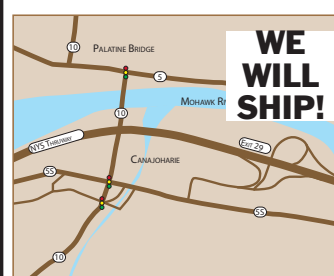 WE
WILL
SHIP!
10
PALATINE BRIDGE
5
MOHAWK
10
NYS THRUWAY
EXIT 29
CANAJOHARIE
5S
5S
10